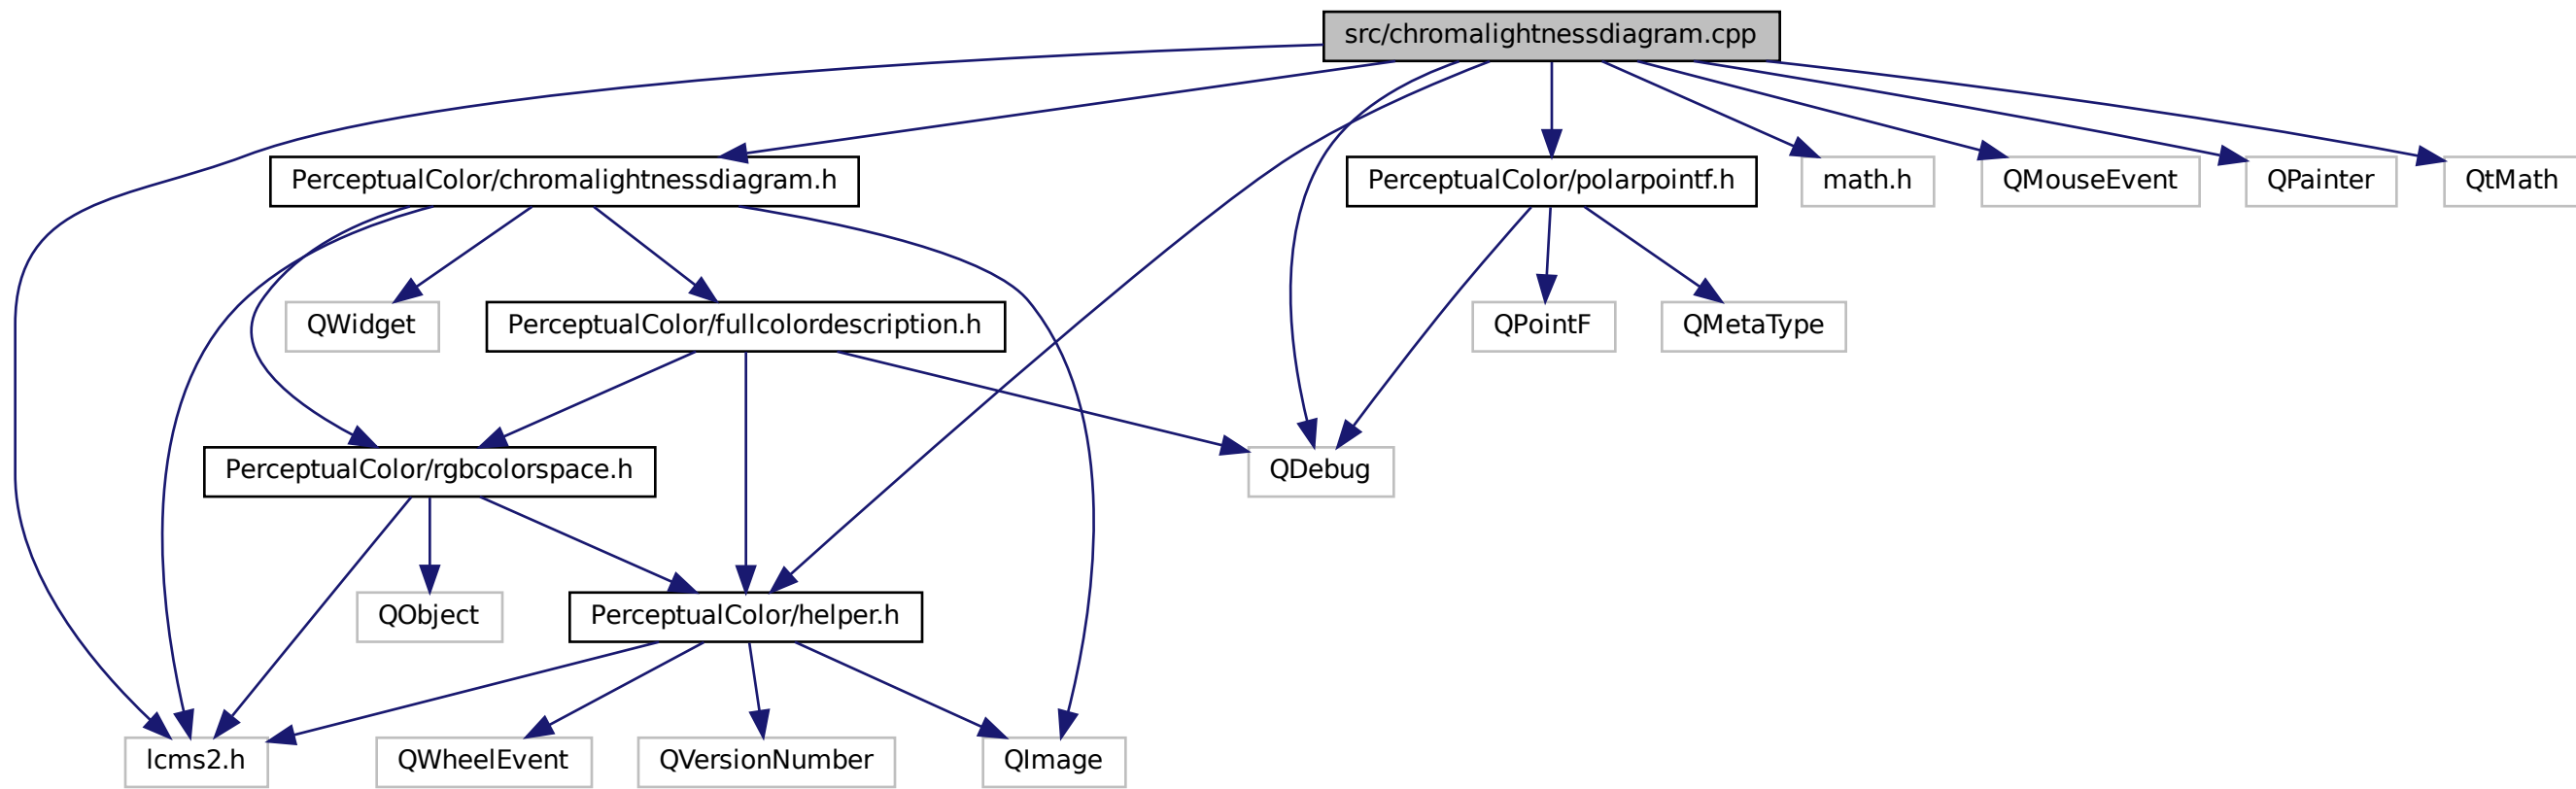 src/chromalightnessdiagram.cpp
PerceptualColor/chromalightnessdiagram.h
PerceptualColor/polarpointf.h
math.h
QMouseEvent
QPainter
QtMath
QWidget
PerceptualColor/fullcolordescription.h
QPointF
QMetaType
PerceptualColor/rgbcolorspace.h
QDebug
QObject
PerceptualColor/helper.h
lcms2.h
QWheelEvent
QVersionNumber
QImage